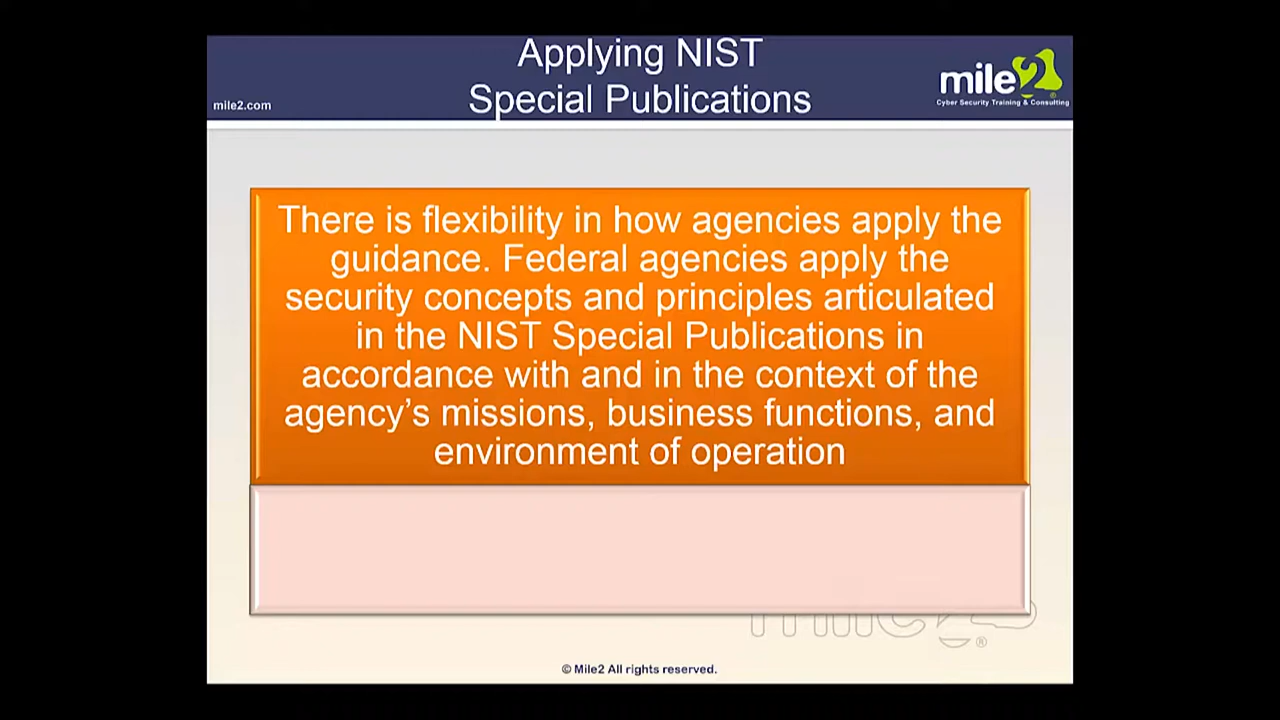 Applying NIST
Special Publications
mile2.com
mile2
Cyber Security Training & Consulting
There is flexibility in how agencies apply the
guidance. Federal agencies apply the
security concepts and principles articulated
in the NIST Special Publications in
accordance with and in the context of the
agency’s missions, business functions, and
environment of operation
mile2®
© Mile2 All rights reserved.